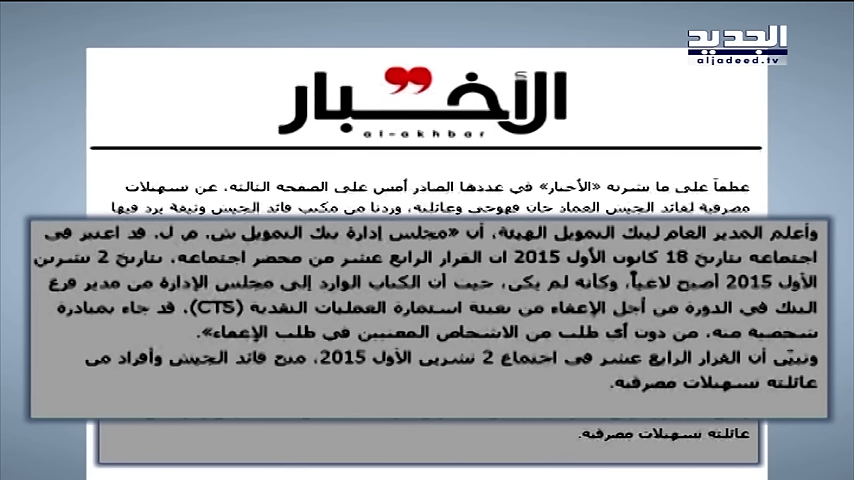 الجديد
aljadeed.tv
الأخبار
al-akhbar
عطفاً على ما نشرته «الأخبار» في عددها الصادر أمس على الصفحة الثالثة، عن تسهيلات
مصرفية لقائد الجيش العماد جان قهوجي وعائلته، وردنا من مكتب قائد الجيش وثيقة يرد فيها
وأعلم المدير العام لبنك التمويل الهيئة، أن «مجلس إدارة بنك التمويل ش. م. ل. قد اعتبر في
اجتماعه بتاريخ 18 كانون الأول 2015 ان القرار الرابع عشر من محضر اجتماعه، بتاريخ 2 تشرين
الأول 2015 أصبح لاغياً، وكأنه لم يكن، حيث أن الكتاب الوارد إلى مجلس الإدارة من مدير فرع
البنك في الدورة من أجل الإعفاء من تعبئة استمارة العمليات النقدية (CTS)، قد جاء بمبادرة
شخصية منه، من دون أي طلب من الاشخاص المعنيين في طلب الإعفاء».
وتبيّن أن القرار الرابع عشر في اجتماع 2 تشرين الأول 2015، منح قائد الجيش وأفراد من
عائلته تسهيلات مصرفية.
عائلته تسهيلات مصرفية.